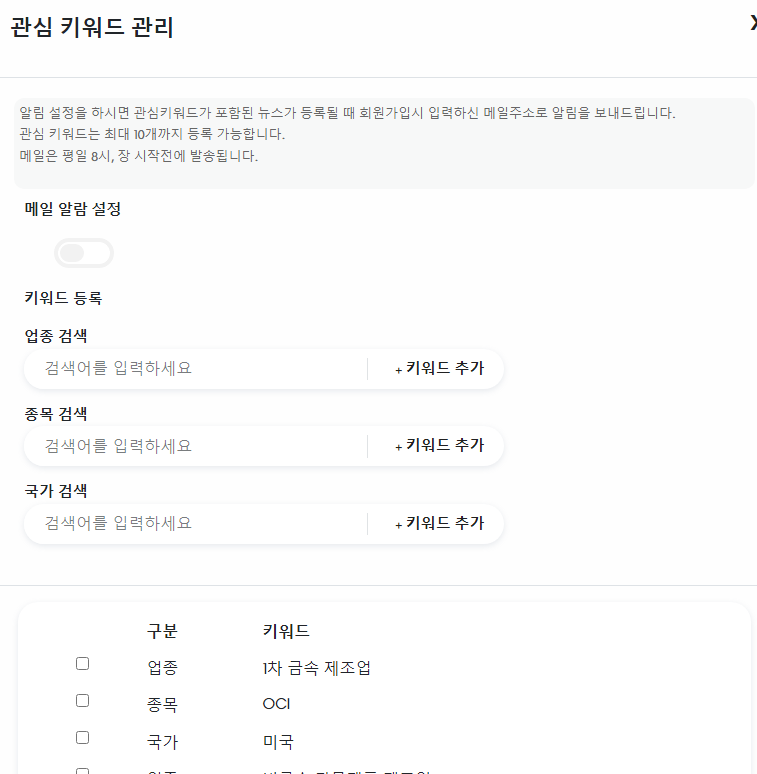 관심 키워드 관리
알림 설정을 하시면 관심키워드가 포함된 뉴스가 등록될 때 회원가입시 입력하신 메일주소로 알림을 보내드립니다.
관심 키워드는 최대 10개까지 등록 가능합니다.
메일은 평일 8시, 장 시작전에 발송됩니다.
메일 알람 설정
키워드 등록
업종 검색
검색어를 입력하세요 + 키워드 추가
종목 검색
검색어를 입력하세요 + 키워드 추가
국가 검색
검색어를 입력하세요 + 키워드 추가
구분 키워드
업종 1차 금속 제조업
종목 OCI
국가 미국